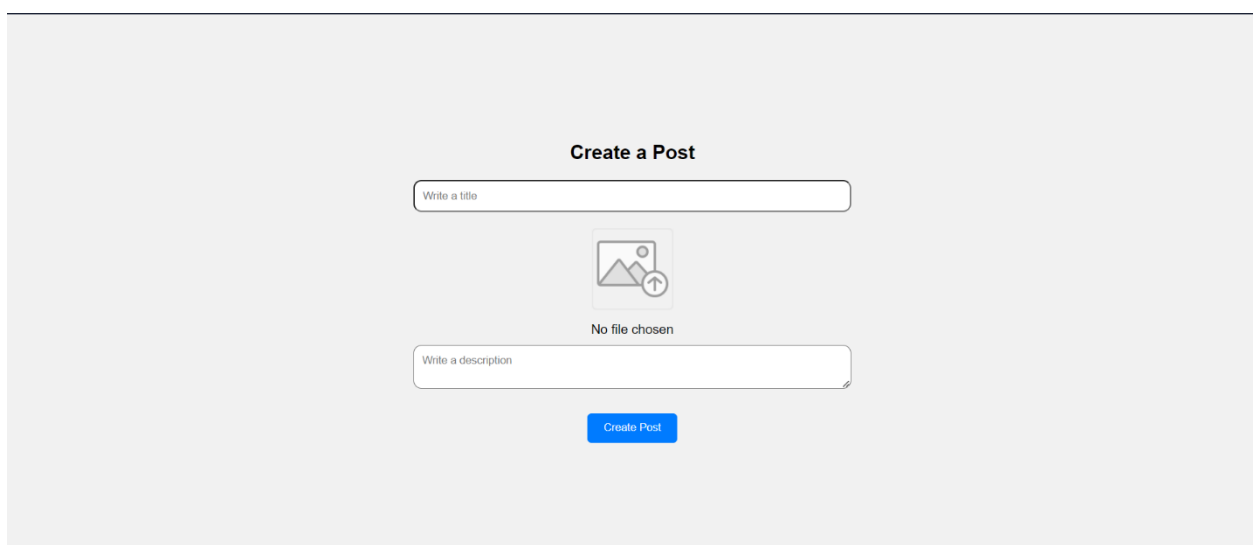 Create a Post
Write a title
No file chosen
Write a description
Create Post